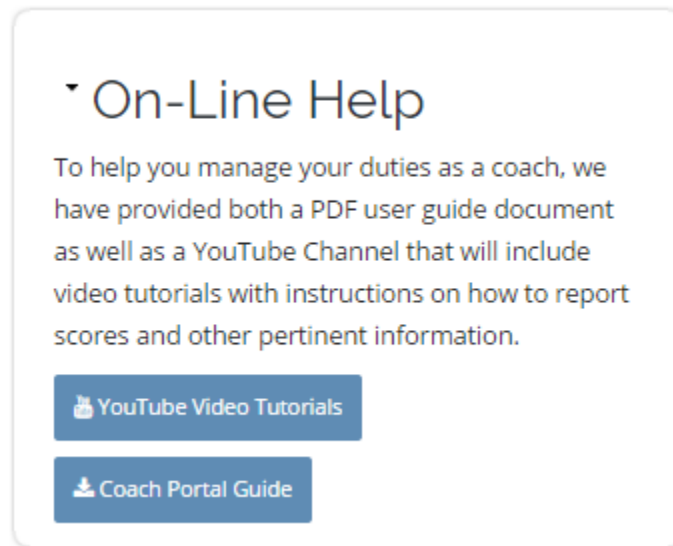 On-Line Help
To help you manage your duties as a coach, we
have provided both a PDF user guide document
as well as a YouTube Channel that will include
video tutorials with instructions on how to report
scores and other pertinent information.
YouTube Video Tutorials
Coach Portal Guide